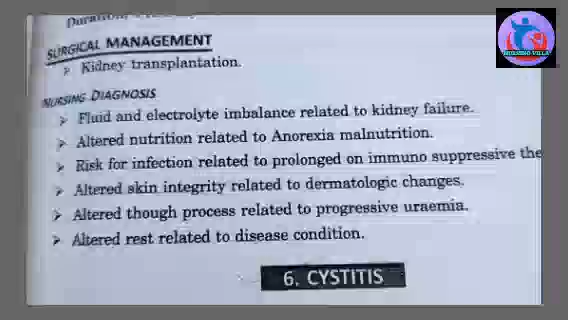 SURGICAL MANAGEMENT
➢ Kidney transplantation.
NURSING DIAGNOSIS
➢ Fluid and electrolyte imbalance related to kidney failure.
➢ Altered nutrition related to Anorexia malnutrition.
➢ Risk for infection related to prolonged on immuno suppressive the
➢ Altered skin integrity related to dermatologic changes.
➢ Altered though process related to progressive uraemia.
➢ Altered rest related to disease condition.
6. CYSTITIS
NURSING VILLA